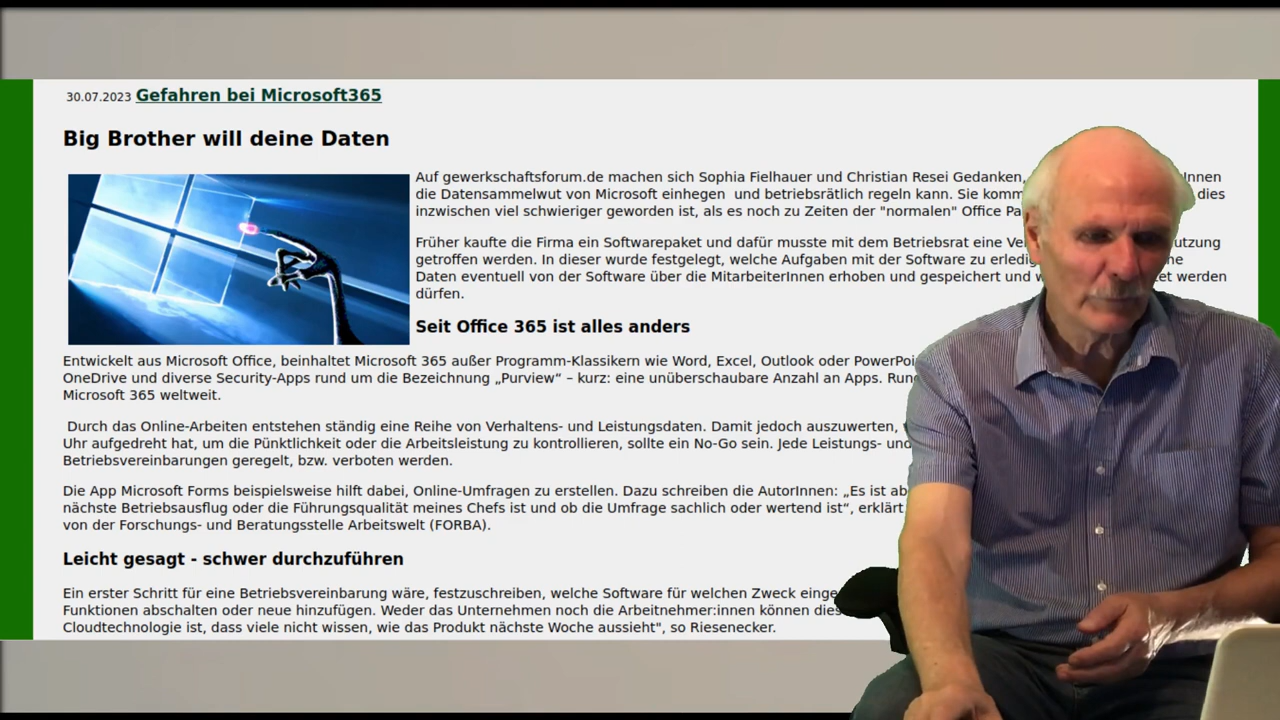 30.07.2023 Gefahren bei Microsoft365
Big Brother will deine Daten
Auf gewerkschaftsforum.de machen sich Sophia Fielhauer und Christian Resei Gedanken, Innen
die Datensammelwut von Microsoft einhegen und betriebsrätlich regeln kann. Sie dies
inzwischen viel schwieriger geworden ist, als es noch zu Zeiten der "normalen" Office
Früher kaufte die Firma ein Softwarepaket und dafür musste mit dem Betriebsrat eine utzung
getroffen werden. In dieser wurde festgelegt, welche Aufgaben mit der Software zu
Daten eventuell von der Software über die MitarbeiterInnen erhoben und gespeichert und werden
dürfen.
Seit Office 365 ist alles anders
Entwickelt aus Microsoft Office, beinhaltet Microsoft 365 außer Programm-Klassikern wie Word, Excel, Outlook oder
OneDrive und diverse Security-Apps rund um die Bezeichnung „Purview“ – kurz: eine unüberschaubare Anzahl an Apps.
Microsoft 365 weltweit.
Durch das Online-Arbeiten entstehen ständig eine Reihe von Verhaltens- und Leistungsdaten. Damit jedoch auszuwerten,
Uhr aufgedreht hat, um die Pünktlichkeit oder die Arbeitsleistung zu kontrollieren, sollte ein No-Go sein. Jede Leistungs- und
Betriebsvereinbarungen geregelt, bzw. verboten werden.
Die App Microsoft Forms beispielsweise hilft dabei, Online-Umfragen zu erstellen. Dazu schreiben die AutorInnen: „Es ist
nächste Betriebsausflug oder die Führungsqualität meines Chefs ist und ob die Umfrage sachlich oder wertend ist“, erklärt
von der Forschungs- und Beratungsstelle Arbeitswelt (FORBA).
Leicht gesagt - schwer durchzuführen
Ein erster Schritt für eine Betriebsvereinbarung wäre, festzuschreiben, welche Software für welchen Zweck
Funktionen abschalten oder neue hinzufügen. Weder das Unternehmen noch die Arbeitnehmer:innen können
Cloudtechnologie ist, dass viele nicht wissen, wie das Produkt nächste Woche aussieht", so Riesenecker.